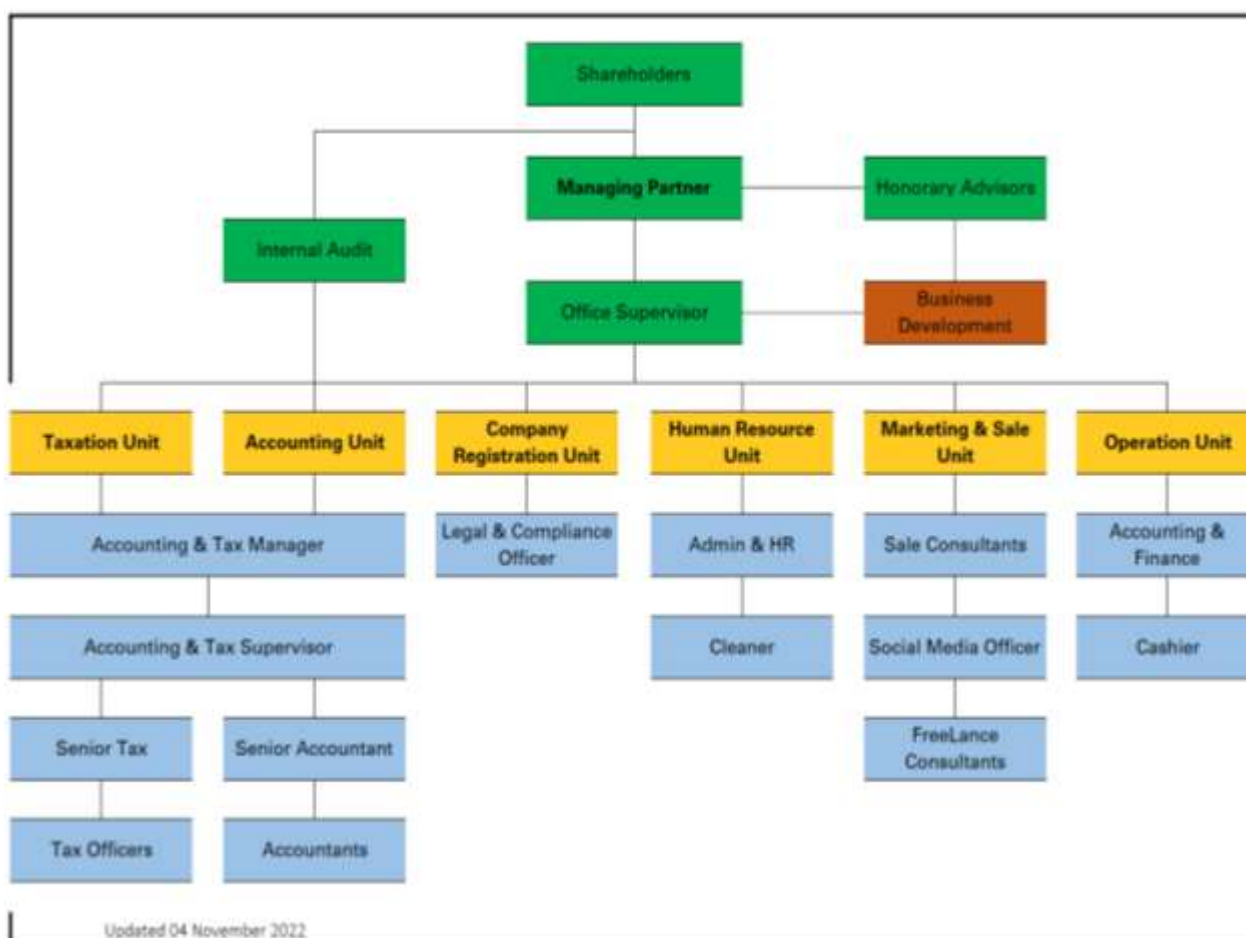 Shareholders
Managing Partner
Honorary Advisors
Internal Audit
Office Supervisor
Business
Development
Taxation Unit
Accounting Unit
Company
Registration Unit
Human Resource
Unit
Marketing & Sale
Unit
Operation Unit
Accounting & Tax Manager
Legal & Compliance
Officer
Admin & HR
Sale Consultants
Accounting &
Finance
Accounting & Tax Supervisor
Cleaner
Social Media Officer
Cashier
Senior Tax
Senior Accountant
FreeLance
Consultants
Tax Officers
Accountants
Updated 04 November 2022